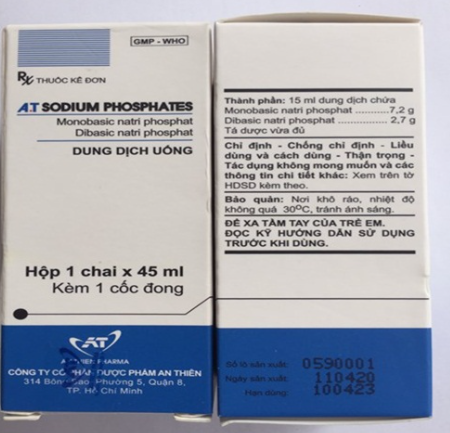 GMP - WHO
Rx THUỐC KÊ ĐƠN
A.T SODIUM PHOSPHATES
Monobasic natri phosphat
Dibasic natri phosphat
DUNG DỊCH UỐNG
Hộp 1 chai x 45 ml
Kèm 1 cốc đong
AT
AN THIEN PHARMA
CÔNG TY CỔ PHẦN DƯỢC PHẨM AN THIÊN
314 Bông Sao, Phường 5, Quận 8,
TP. Hồ Chí Minh
Thành phần: 15 ml dung dịch chứa
Monobasic natri phosphat ...........7,2 g
Dibasic natri phosphat ................ 2,7 g
Tá dược vừa đủ
Chỉ định - Chống chỉ định - Liều
dùng và cách dùng - Thận trọng -
Tác dụng không mong muốn và các
thông tin chi tiết khác: Xem trên tờ
HDSD kèm theo.
Bảo quản: Nơi khô ráo, nhiệt độ
không quá 30ºC, tránh ánh sáng.
ĐỂ XA TẦM TAY CỦA TRẺ EM.
ĐỌC KỸ HƯỚNG DẪN SỬ DỤNG
TRƯỚC KHI DÙNG.
Số lô sản xuất: 0590001
Ngày sản xuất: 110420
Hạn dùng: 100423